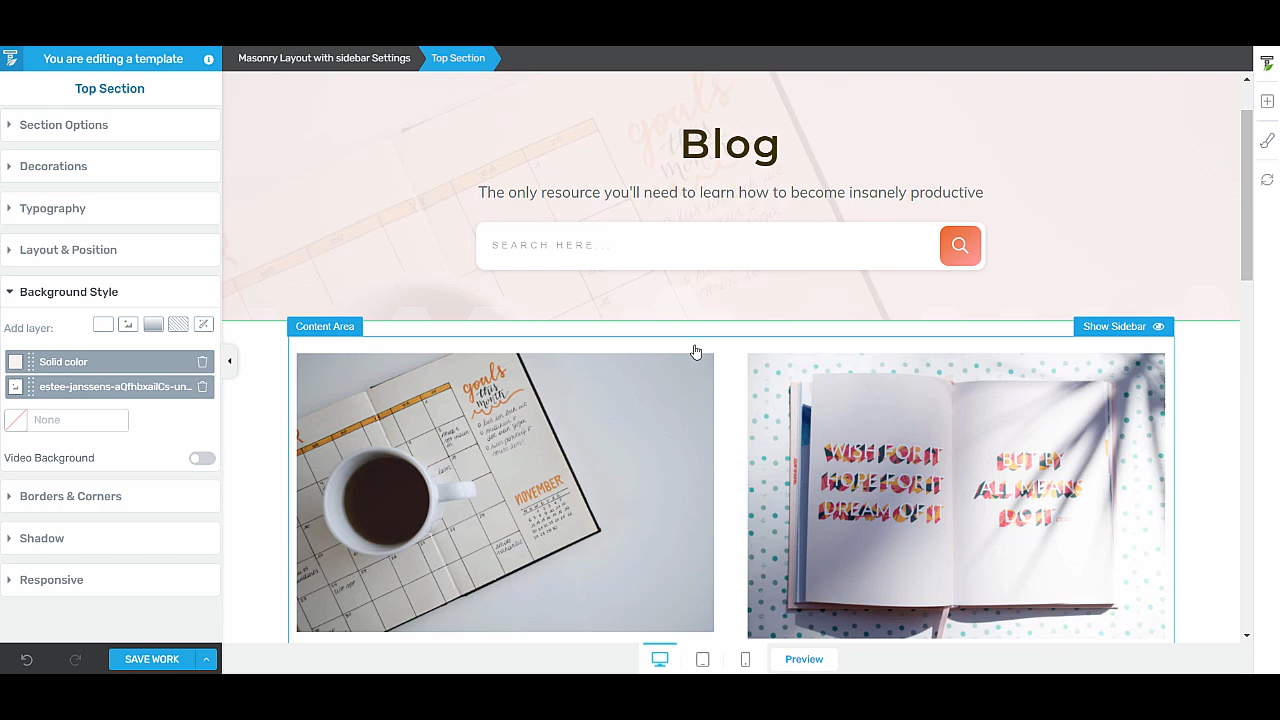 You are editing a template
Masonry Layout with sidebar Settings
Top Section
Top Section
Section Options
Decorations
Typography
Layout & Position
Background Style
Add layer:
Solid color
estee-janssens-aQfhbxailCs-un...
None
Video Background
Borders & Corners
Shadow
Responsive
SAVE WORK
goals
this
month
Blog
The only resource you'll need to learn how to become insanely productive
SEARCH HERE...
Content Area
Show Sidebar
goals
this
month
NOVEMBER
WISH FOR IT
HOPE FOR IT
DREAM OF IT
BUT BY
ALL MEANS
DO IT
Preview